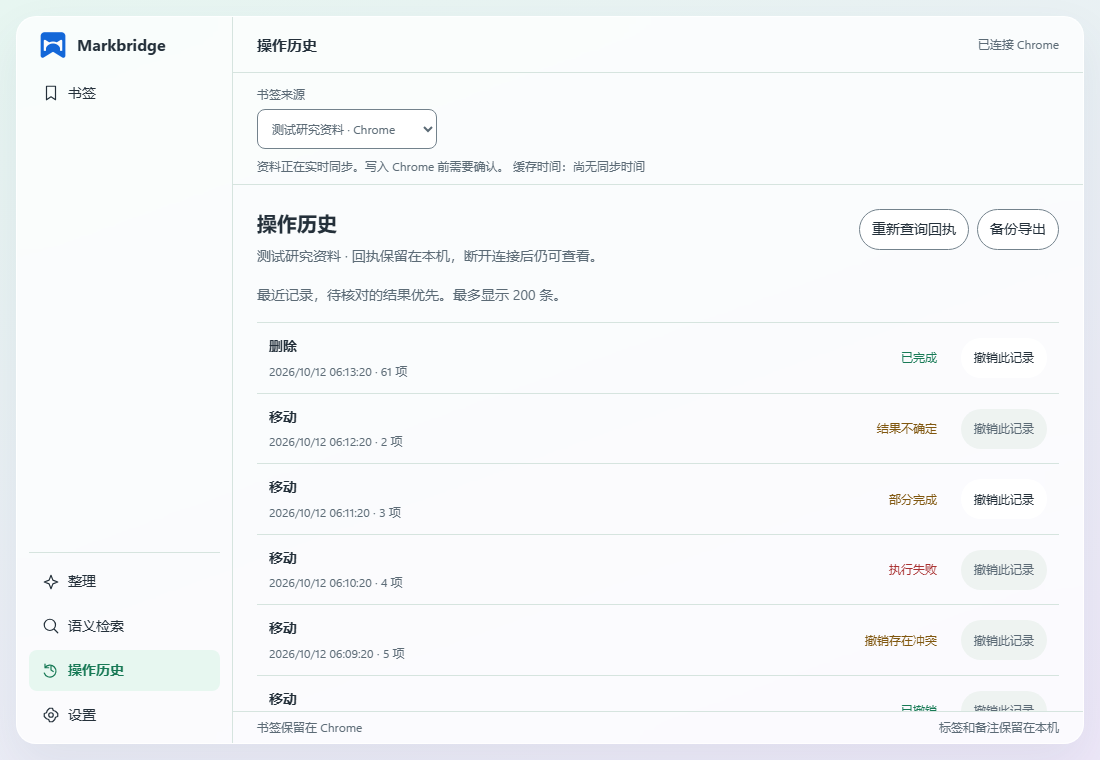 Markbridge
书签
整理
语义检索
操作历史
设置
操作历史
已连接 Chrome
书签来源
测试研究资料 · Chrome
资料正在实时同步。写入 Chrome 前需要确认。 缓存时间：尚无同步时间
操作历史
重新查询回执
备份导出
测试研究资料 · 回执保留在本机，断开连接后仍可查看。
最近记录，待核对的结果优先。最多显示 200 条。
删除
2026/10/12 06:13:20 · 61 项
已完成
撤销此记录
移动
2026/10/12 06:12:20 · 2 项
结果不确定
撤销此记录
移动
2026/10/12 06:11:20 · 3 项
部分完成
撤销此记录
移动
2026/10/12 06:10:20 · 4 项
执行失败
撤销此记录
移动
2026/10/12 06:09:20 · 5 项
撤销存在冲突
撤销此记录
移动
已撤销
撤销此记录
书签保留在 Chrome
标签和备注保留在本机